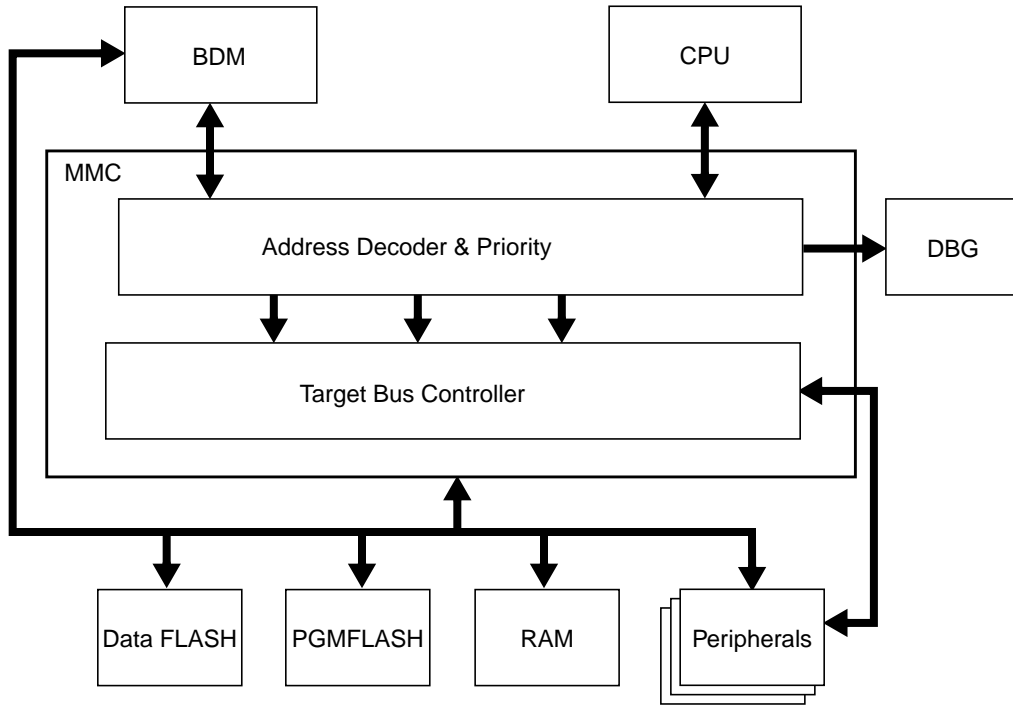 BDM
CPU
MMC
Address Decoder & Priority
DBG
Target Bus Controller
Data FLASH
PGMFLASH
RAM
Peripherals